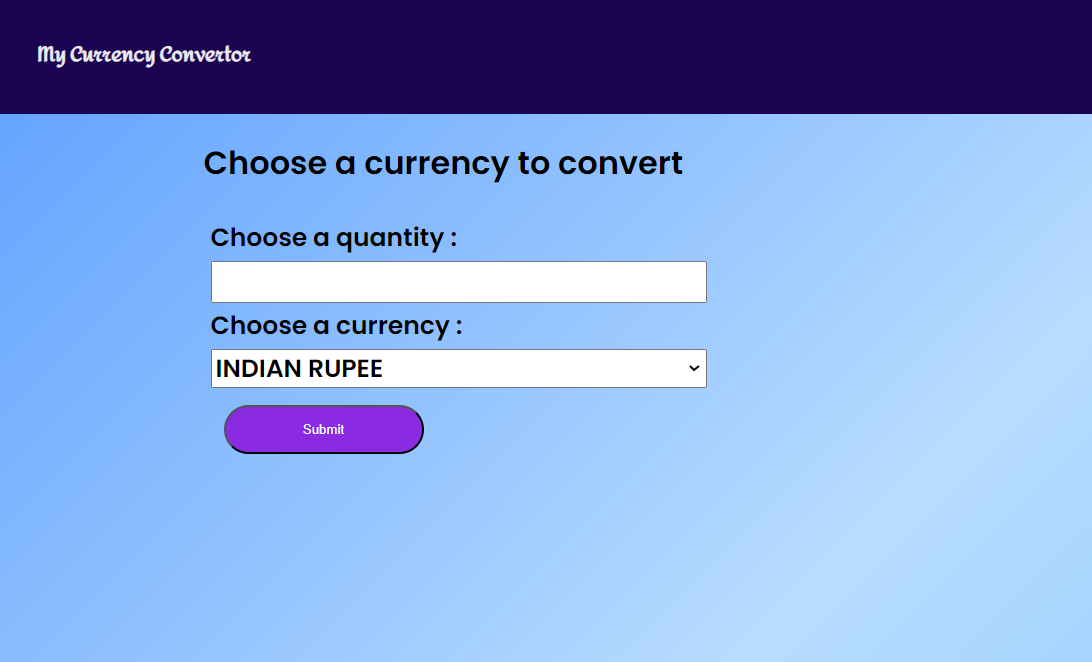 My Currency Convertor
Choose a currency to convert
Choose a quantity :
Choose a currency :
INDIAN RUPEE
Submit